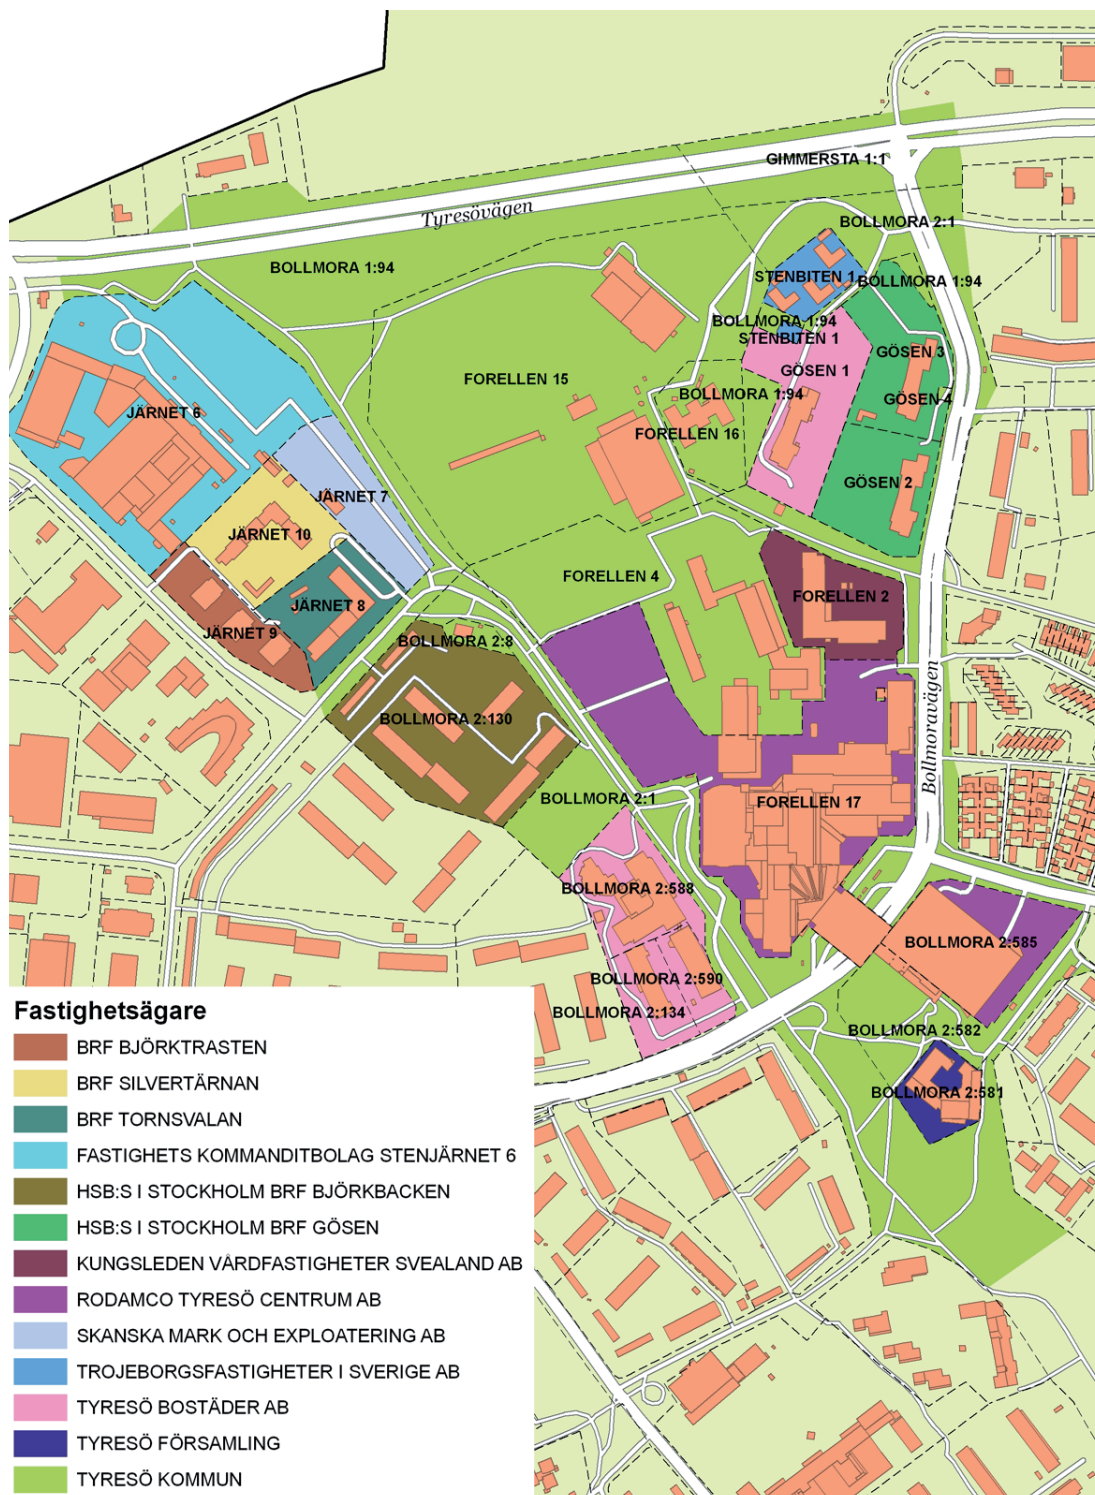 GIMMERSTA 1:1
Tyresövägen
BOLLMORA 2:1
BOLLMORA 1:94
STENBITEN 1
BOLLMORA 1:94
BOLLMORA 1:94
STENBITEN 1
GÖSEN 3
GÖSEN 1
FORELLEN 15
BOLLMORA 1:94
GÖSEN 4
JÄRNET 6
FORELLEN 16
GÖSEN 2
JÄRNET 7
JÄRNET 10
FORELLEN 4
FORELLEN 2
JÄRNET 8
JÄRNET 9
BOLLMORA 2:8
Bollmoravägen
BOLLMORA 2:130
BOLLMORA 2:1
FORELLEN 17
BOLLMORA 2:588
BOLLMORA 2:585
BOLLMORA 2:590
BOLLMORA 2:134
BOLLMORA 2:582
BOLLMORA 2:581
Fastighetsägare
BRF BJÖRKTRASTEN
BRF SILVERTÄRNAN
BRF TORNSVALAN
FASTIGHETS KOMMANDITBOLAG STENJÄRNET 6
HSB:S I STOCKHOLM BRF BJÖRKBACKEN
HSB:S I STOCKHOLM BRF GÖSEN
KUNGSLEDEN VÅRDFASTIGHETER SVEALAND AB
RODAMCO TYRESÖ CENTRUM AB
SKANSKA MARK OCH EXPLOATERING AB
TROJEBORGSFASTIGHETER I SVERIGE AB
TYRESÖ BOSTÄDER AB
TYRESÖ FÖRSAMLING
TYRESÖ KOMMUN